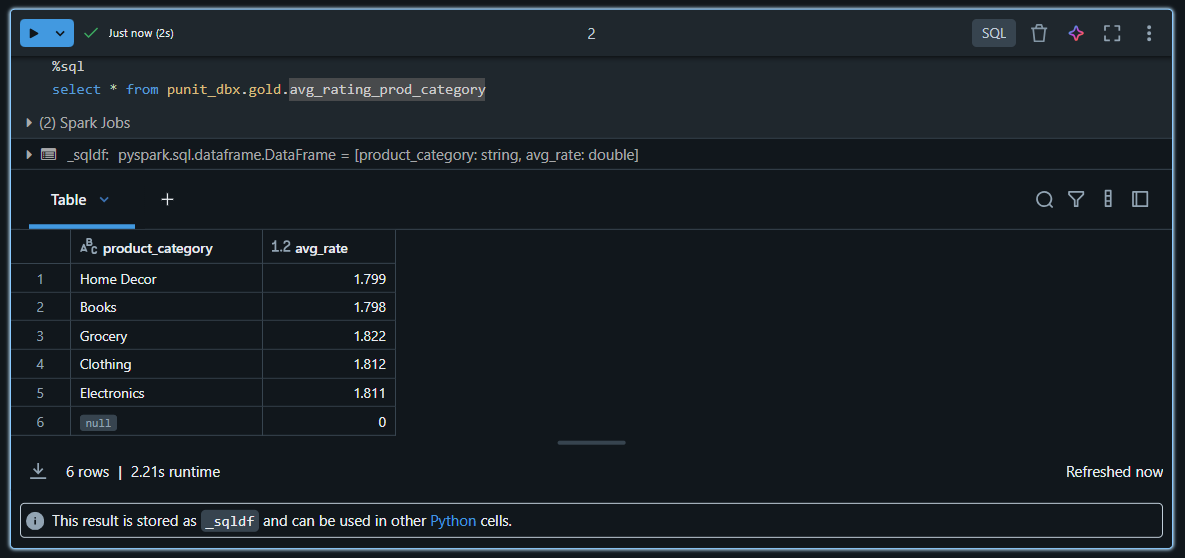 Just now (2s)
2
SQL
%sql
select * from punit_dbx.gold.avg_rating_prod_category
(2) Spark Jobs
_sqldf: pyspark.sql.dataframe.DataFrame = [product_category: string, avg_rate: double]
Table
+
ABC product_category 1.2 avg_rate
1 Home Decor 1.799
2 Books 1.798
3 Grocery 1.822
4 Clothing 1.812
5 Electronics 1.811
6 null 0
6 rows | 2.21s runtime
Refreshed now
This result is stored as _sqldf and can be used in other Python cells.